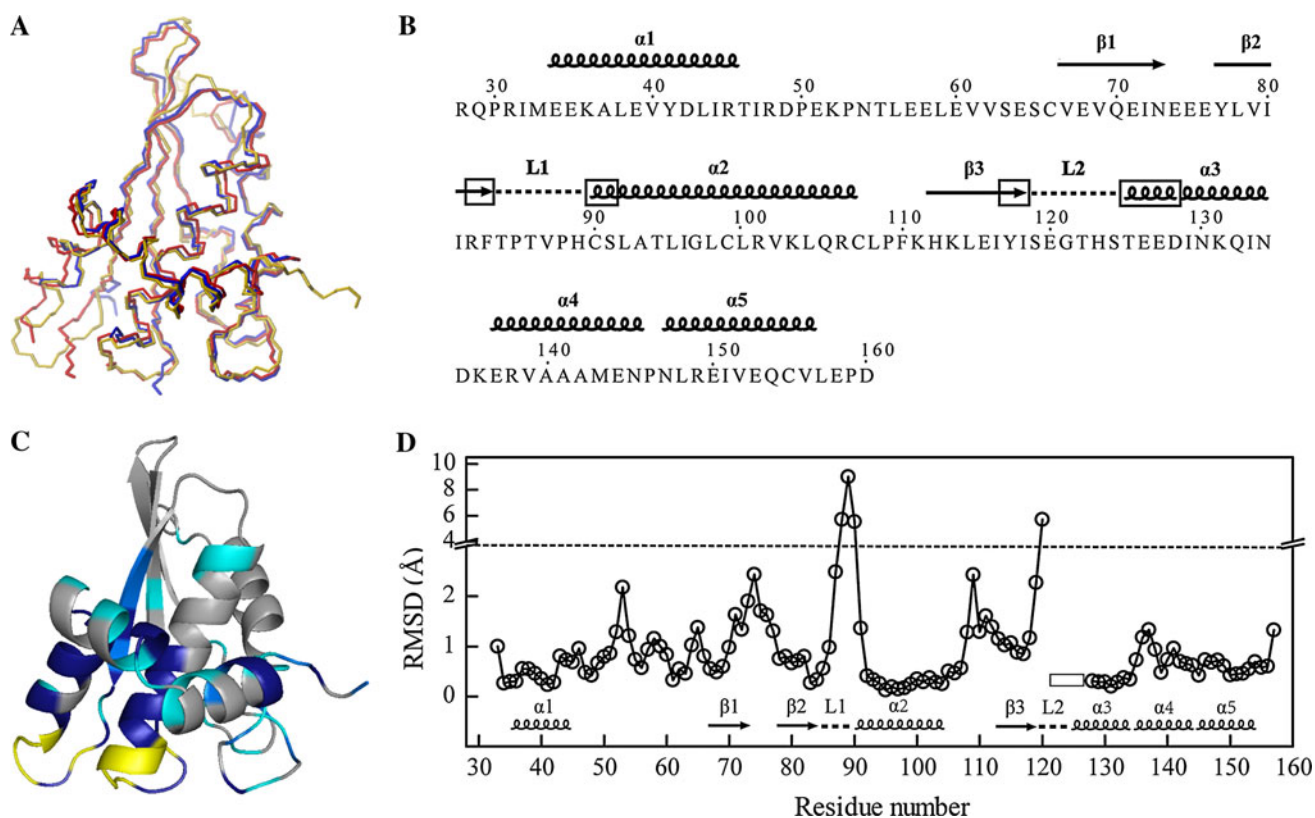 A
B
α1 β1 β2
30 40 50 60 70 80
RQPRIMEEKALEVYDLIRTIRDPEKPNTLEELEVVSESCVEVQEINEEEYLVI
L1 α2 β3 L2 α3
90 100 110 120 130
IRFTPTVPHCSLATLIGLCLRVKLQRCLPFKHKLEIYISEGTHSTEEDINKQIN
α4 α5
140 150 160
DKERVAAAMENPNLREIVEQCVLEPD
C
D
RMSD (Å)
10
8
6
4
2
1
0
α1 β1 β2 L1 α2 β3 L2 α3 α4 α5
30 40 50 60 70 80 90 100 110 120 130 140 150 160
Residue number